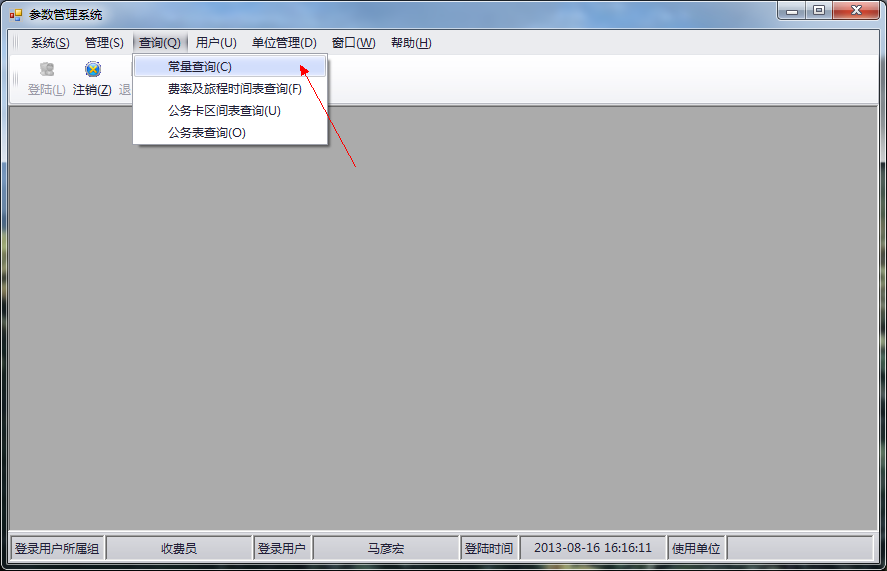 参数管理系统
系统(S) 管理(S) 查询(Q) 用户(U) 单位管理(D) 窗口(W) 帮助(H)
常量查询(C)
登陆(L) 注销(Z) 退
费率及旅程时间表查询(F)
公务卡区间表查询(U)
公务表查询(O)
登录用户所属组 收费员 登录用户 马彦宏 登陆时间 2013-08-16 16:16:11 使用单位